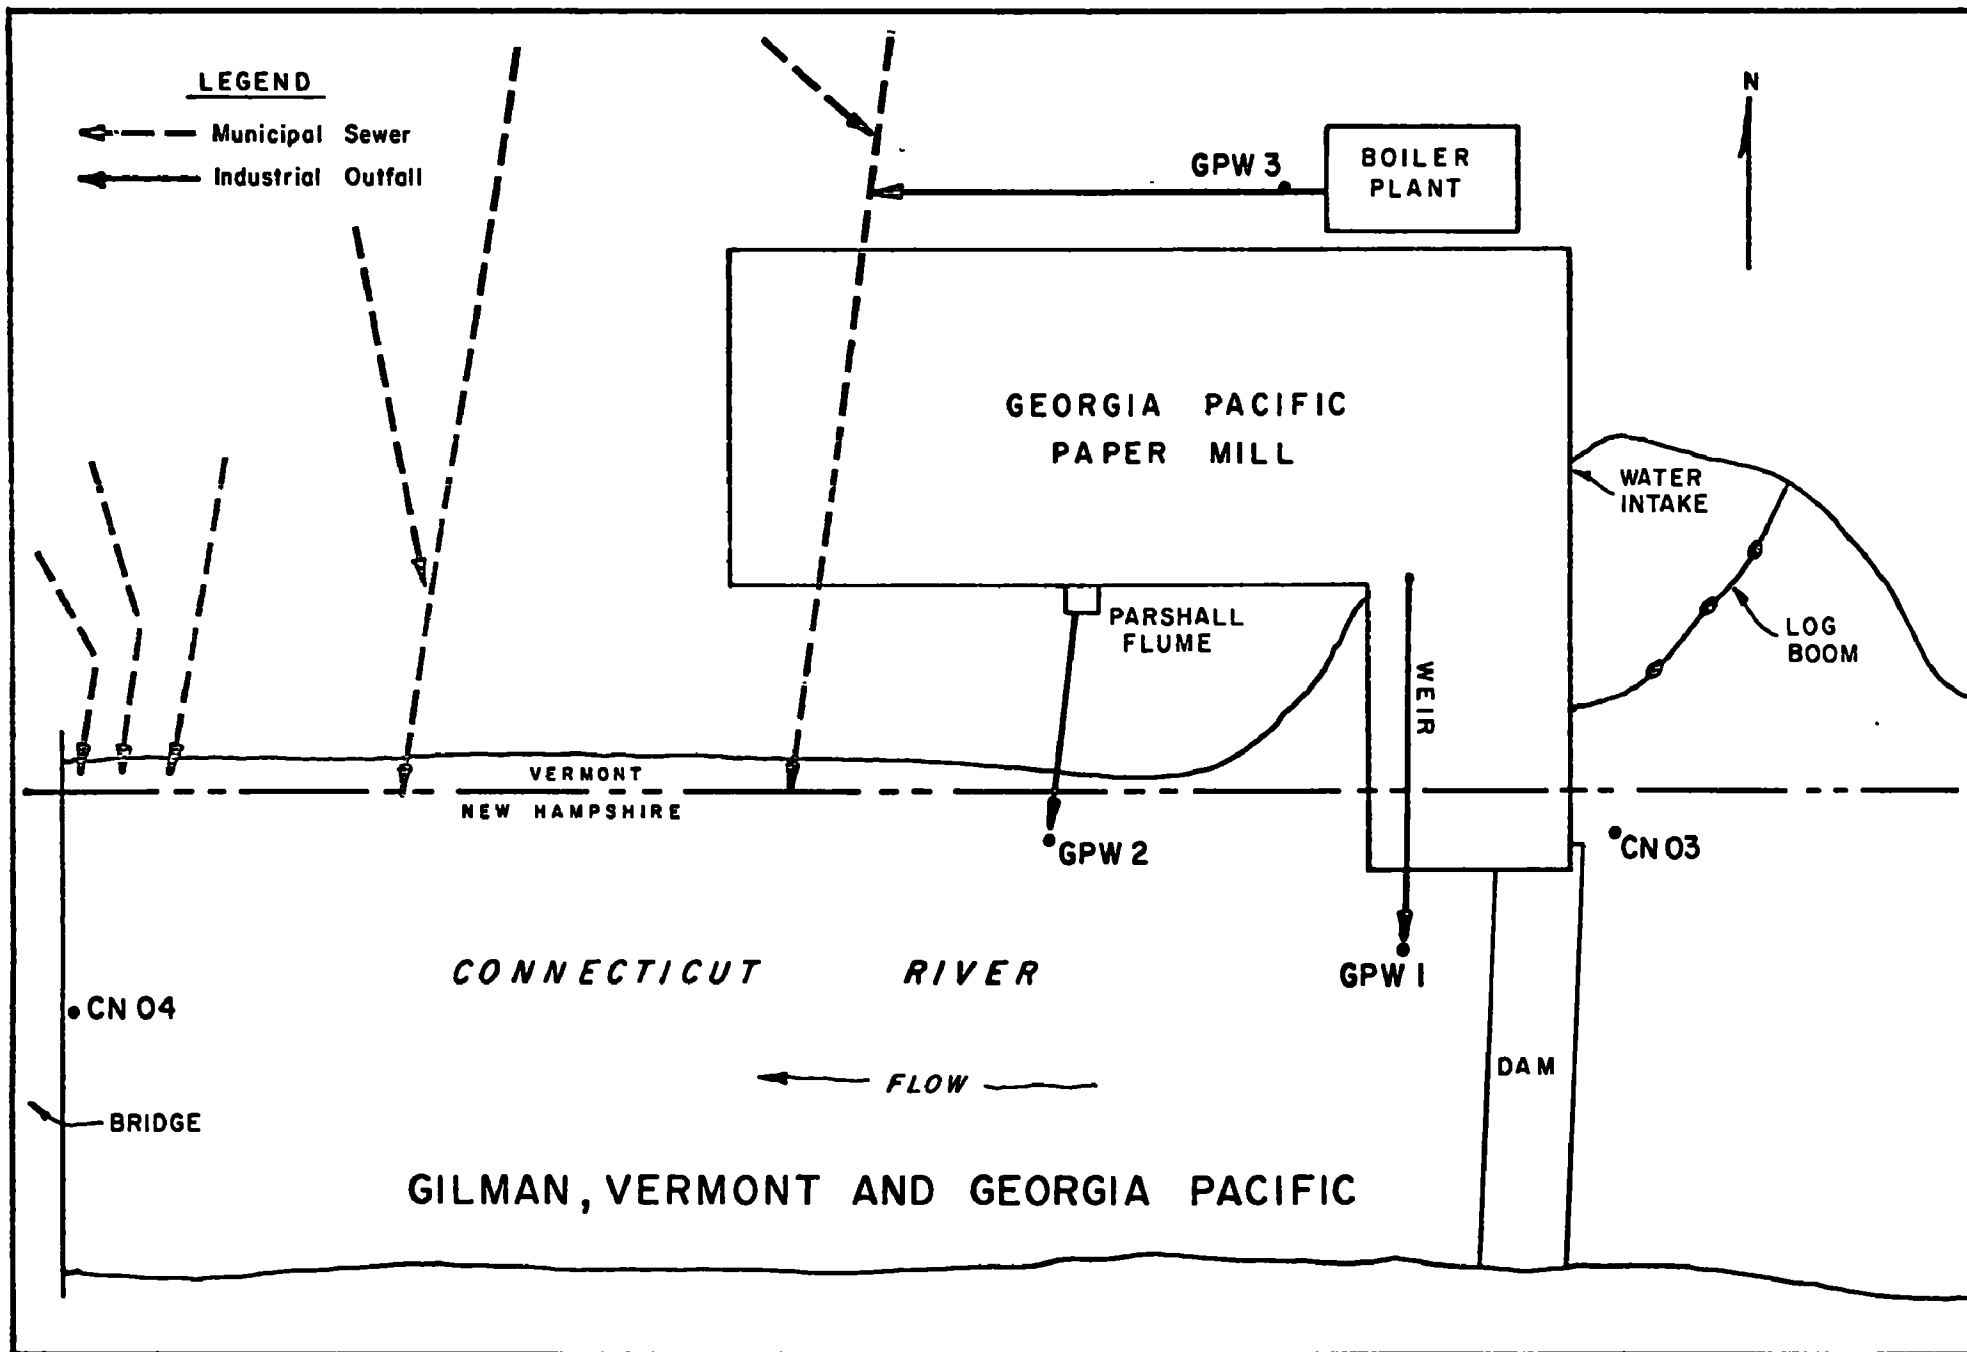 LEGEND
Municipal Sewer
Industrial Outfall
N
GPW 3
BOILER
PLANT
GEORGIA PACIFIC
PAPER MILL
WATER
INTAKE
PARSHALL
FLUME
LOG
BOOM
WEIR
VERMONT
NEW HAMPSHIRE
GPW 2
CN 03
CONNECTICUT RIVER
GPW 1
CN 04
DAM
FLOW
BRIDGE
GILMAN, VERMONT AND GEORGIA PACIFIC